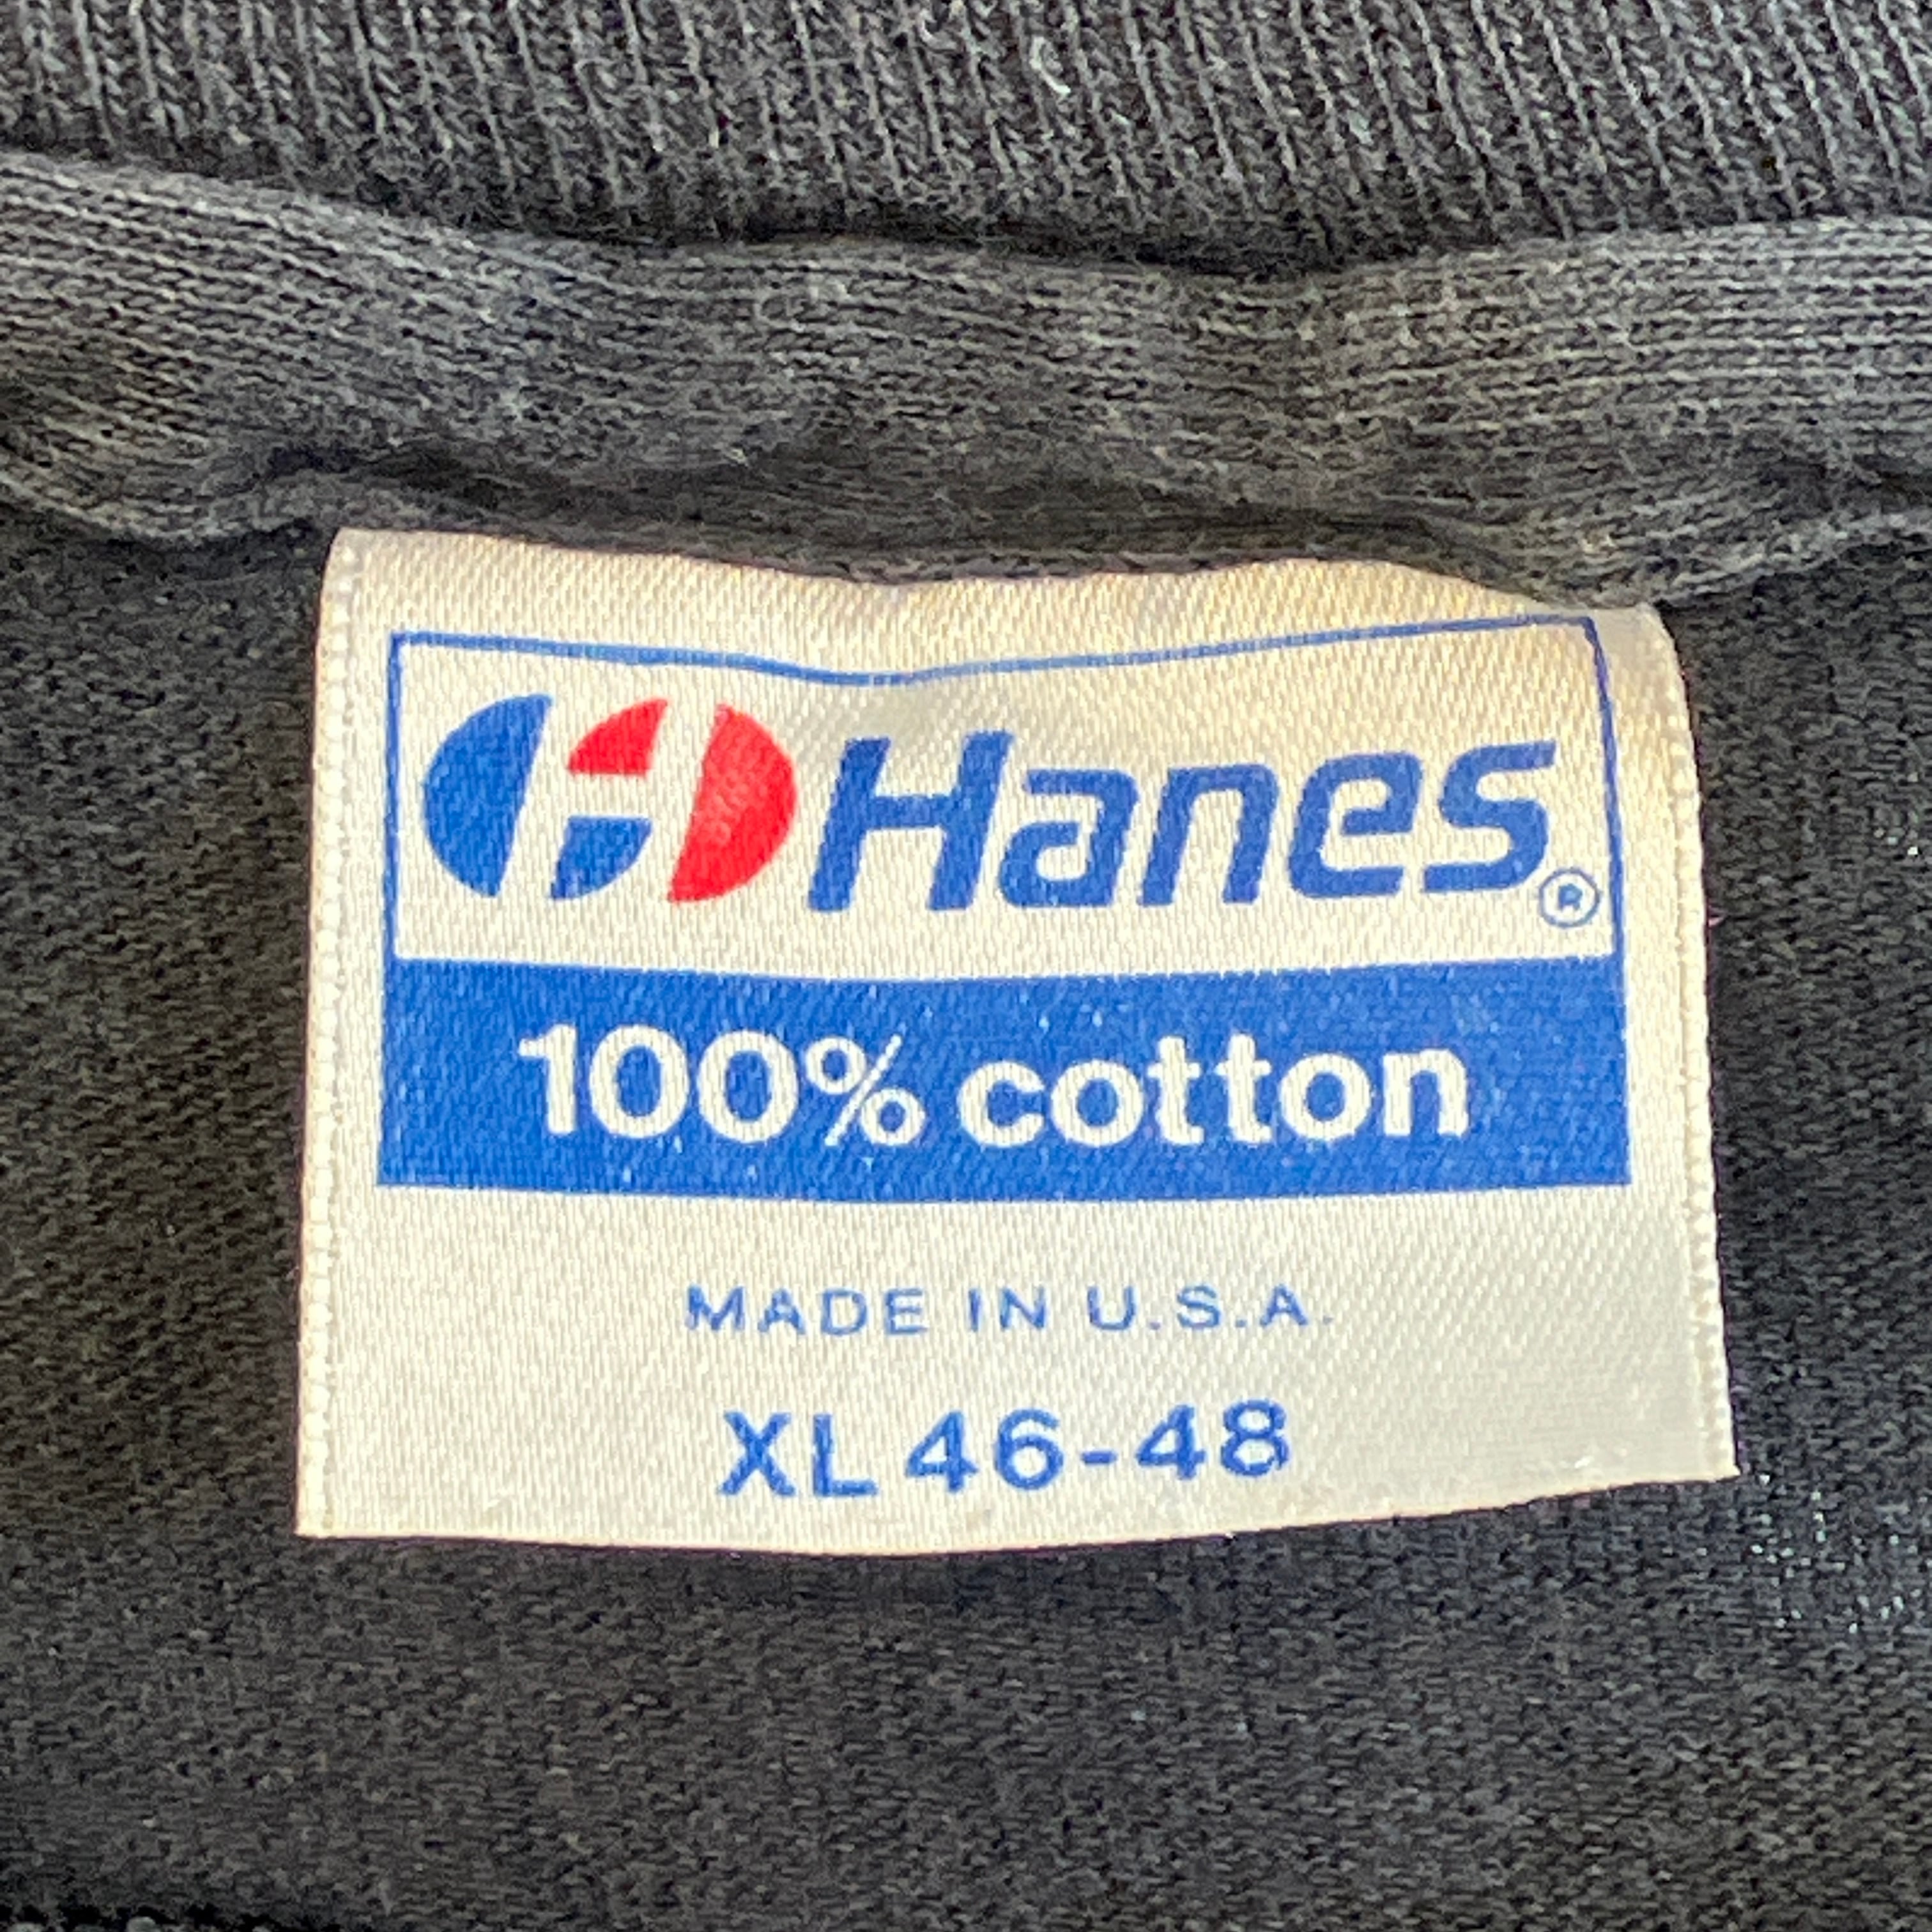 Hanes®
100% cotton
MADE IN U.S.A.
XL 46-48